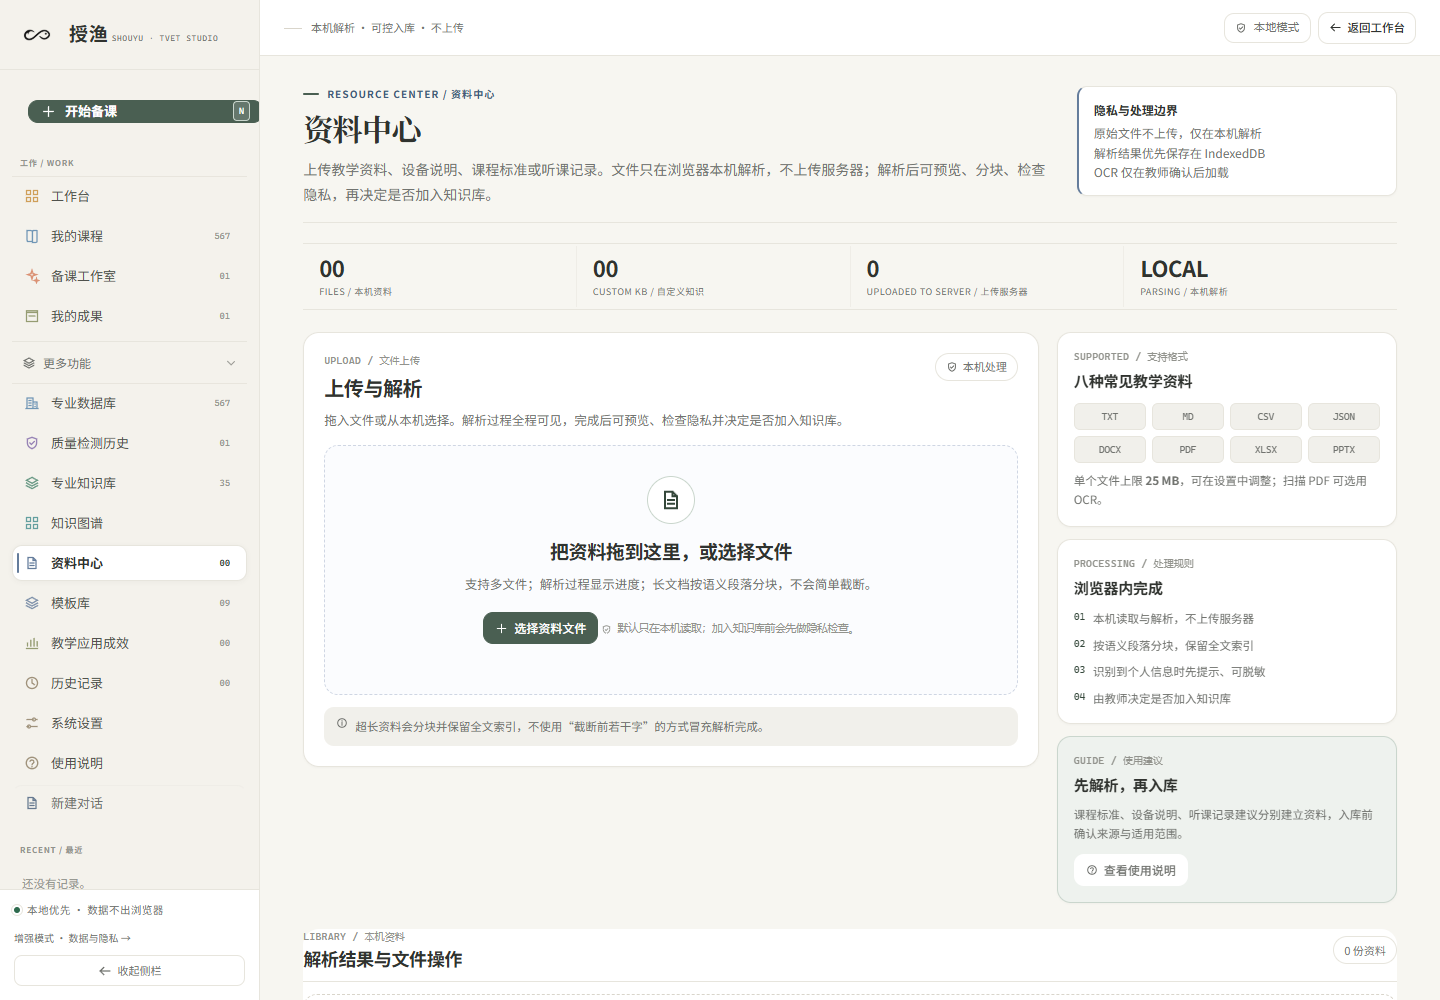 授渔 SHOUYU · TVET STUDIO
开始备课 N
工作 / WORK
工作台
我的课程 567
备课工作室 01
我的成果 01
更多功能
专业数据库 567
质量检测历史 01
专业知识库 35
知识图谱
资料中心 00
模板库 09
教学应用成效 00
历史记录 00
系统设置
使用说明
新建对话
RECENT / 最近
还没有记录。
本地优先 · 数据不出浏览器
增强模式 · 数据与隐私 →
← 收起侧栏
本机解析 · 可控入库 · 不上传
本地模式
← 返回工作台
RESOURCE CENTER / 资料中心
资料中心
上传教学资料、设备说明、课程标准或听课记录。文件只在浏览器本机解析，不上传服务器；解析后可预览、分块、检查
隐私，再决定是否加入知识库。
隐私与处理边界
原始文件不上传，仅在本机解析
解析结果优先保存在 IndexedDB
OCR 仅在教师确认后加载
00
FILES / 本机资料
00
CUSTOM KB / 自定义知识
0
UPLOADED TO SERVER / 上传服务器
LOCAL
PARSING / 本机解析
UPLOAD / 文件上传
上传与解析
本机处理
拖入文件或从本机选择。解析过程全程可见，完成后可预览、检查隐私并决定是否加入知识库。
把资料拖到这里，或选择文件
支持多文件；解析过程显示进度；长文档按语义段落分块，不会简单截断。
选择资料文件
默认只在本机读取；加入知识库前会先做隐私检查。
超长资料会分块并保留全文索引，不使用“截断前若干字”的方式冒充解析完成。
SUPPORTED / 支持格式
八种常见教学资料
TXT MD CSV JSON
DOCX PDF XLSX PPTX
单个文件上限 25 MB，可在设置中调整；扫描 PDF 可选用
OCR。
PROCESSING / 处理规则
浏览器内完成
01 本机读取与解析，不上传服务器
02 按语义段落分块，保留全文索引
03 识别到个人信息时先提示、可脱敏
04 由教师决定是否加入知识库
GUIDE / 使用建议
先解析，再入库
课程标准、设备说明、听课记录建议分别建立资料，入库前
确认来源与适用范围。
查看使用说明
LIBRARY / 本机资料
解析结果与文件操作
0 份资料